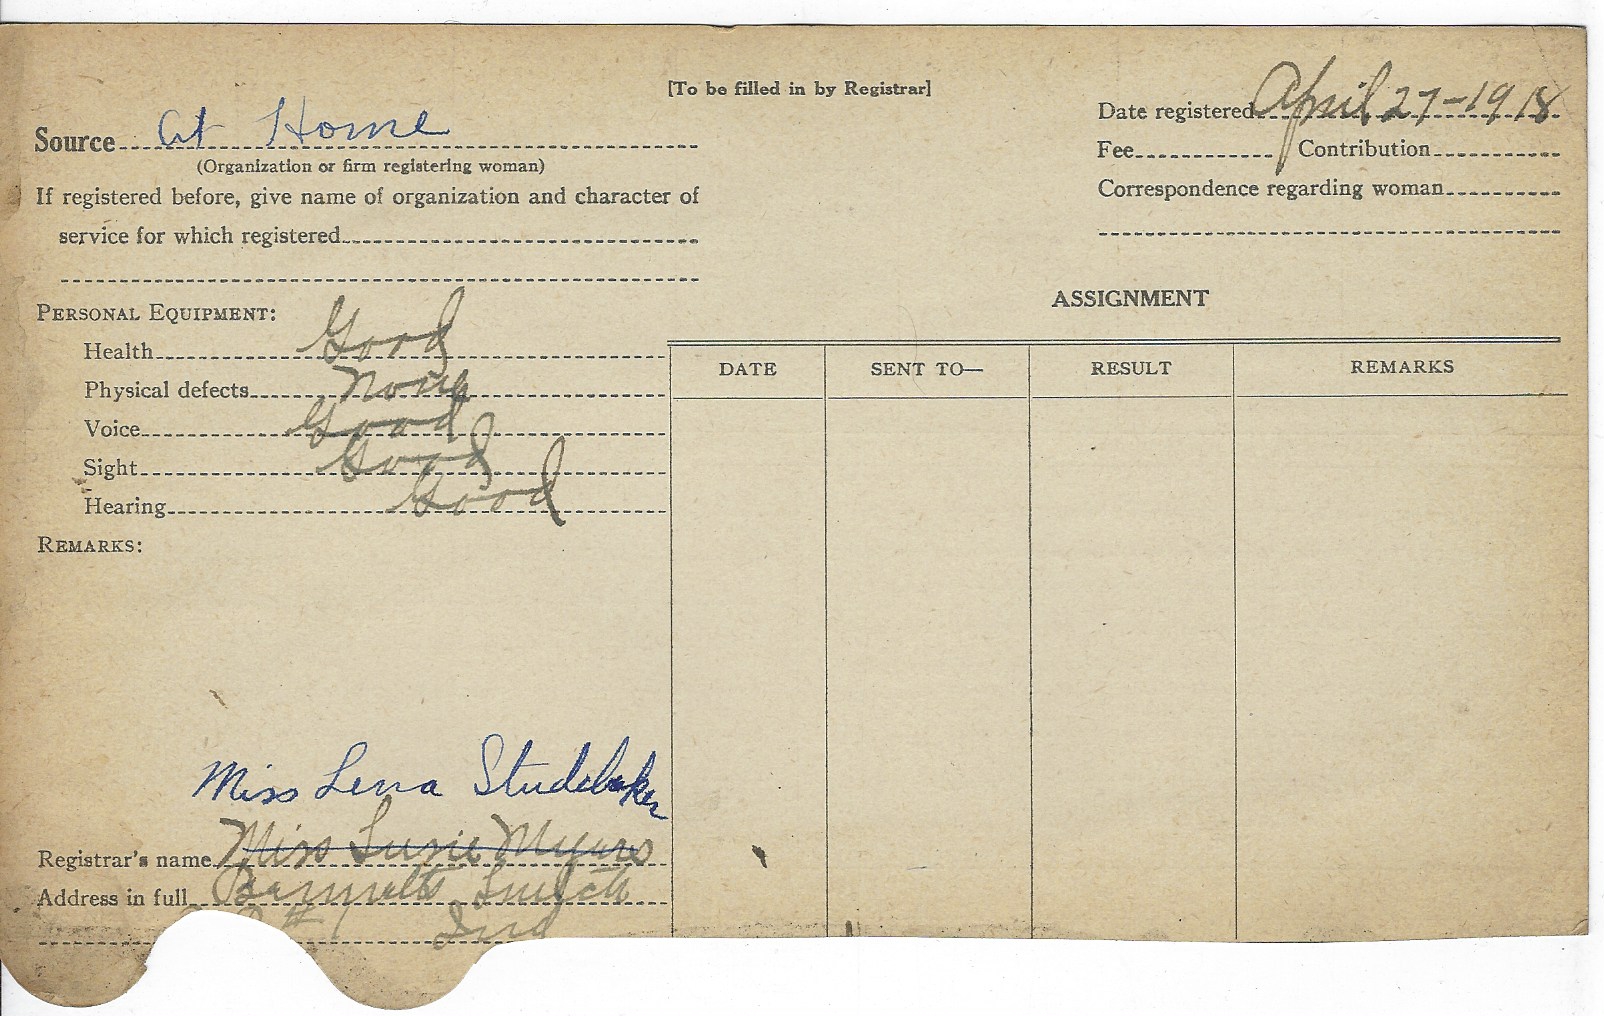 [To be filled in by Registrar]
Source At Home
(Organization or firm registering woman)
If registered before, give name of organization and character of
service for which registered
Date registered April 27-1918
Fee Contribution
Correspondence regarding woman
PERSONAL EQUIPMENT:
Health Good
Physical defects None
Voice Good
Sight Good
Hearing Good
REMARKS:
ASSIGNMENT
DATE SENT TO— RESULT REMARKS
Miss Lena Studebaker
Registrar's name Miss Susie Myers
Address in full
#1 Ind